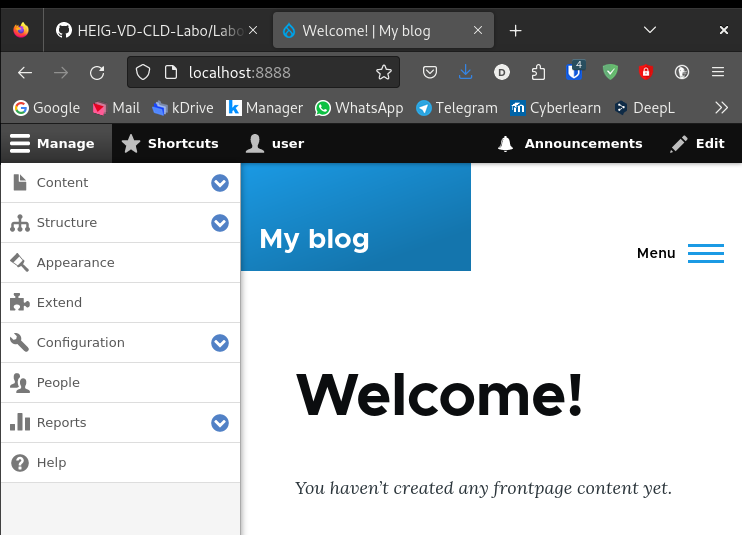 HEIG-VD-CLD-Labo/Labo
Welcome! | My blog
localhost:8888
4
Google Mail kDrive Manager WhatsApp Telegram Cyberlearn DeepL
Manage Shortcuts user Announcements Edit
Content
Structure
Appearance
Extend
Configuration
People
Reports
Help
My blog
Menu
Welcome!
You haven’t created any frontpage content yet.